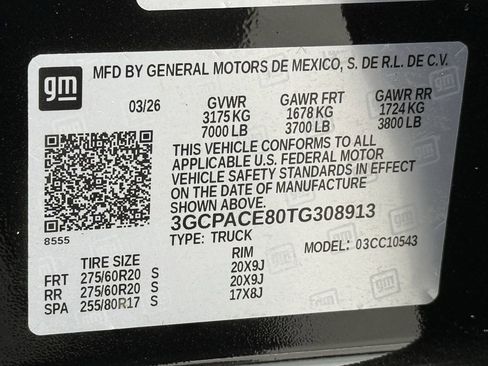 gm MFD BY GENERAL MOTORS DE MEXICO, S. DE R.L. DE C.V.
03/26 GVWR GAWR FRT GAWR RR
3175 KG 1678 KG 1724 KG
7000 LB 3700 LB 3800 LB
THIS VEHICLE CONFORMS TO ALL
APPLICABLE U.S. FEDERAL MOTOR
VEHICLE SAFETY STANDARDS IN
EFFECT ON THE DATE OF
MANUFACTURE SHOWN ABOVE.
3GCPACE80TG308913
8555 TYPE: TRUCK MODEL: 03CC10543
TIRE SIZE RIM
FRT 275/60R20 S 20X9J
RR 275/60R20 S 20X9J
SPA 255/80R17 S 17X8J